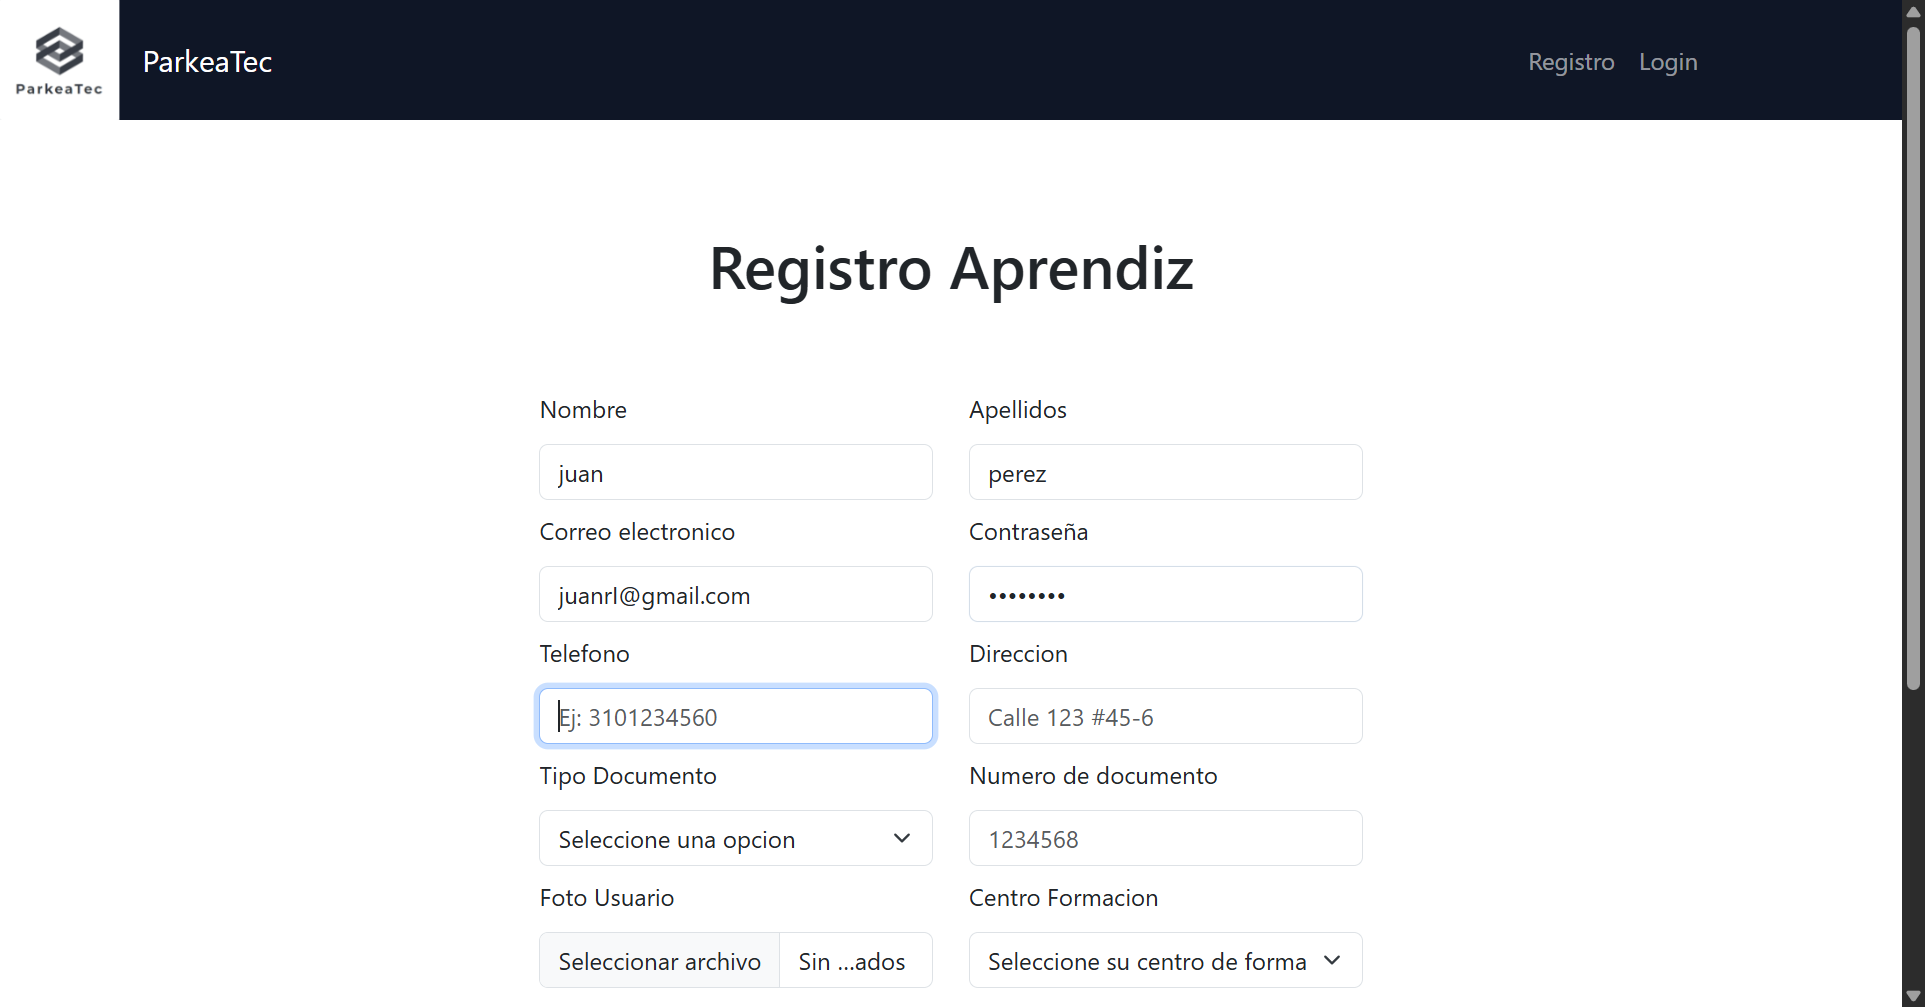 ParkeaTec
ParkeaTec
Registro Login
Registro Aprendiz
Nombre
Apellidos
juan
perez
Correo electronico
Contraseña
juanrl@gmail.com
••••••••
Telefono
Direccion
Ej: 3101234560
Calle 123 #45-6
Tipo Documento
Numero de documento
Seleccione una opcion
1234568
Foto Usuario
Centro Formacion
Seleccionar archivo Sin ...ados
Seleccione su centro de forma